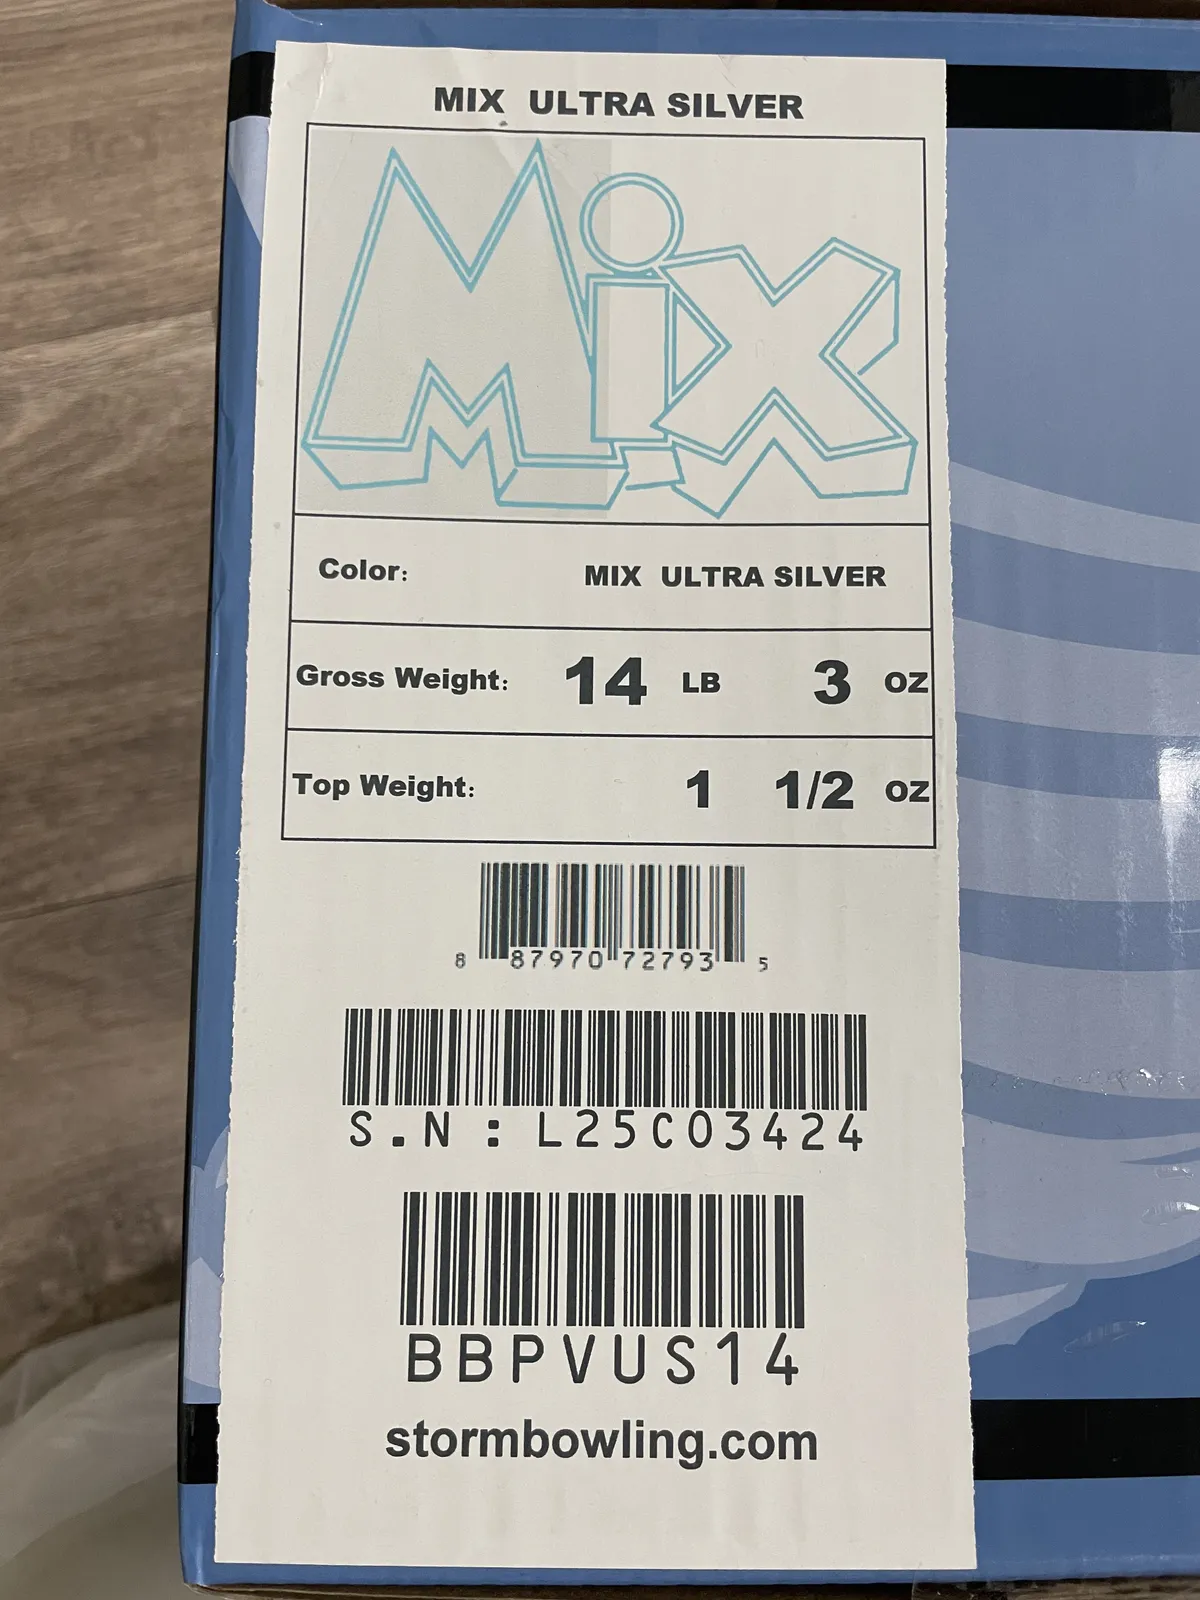 MIX ULTRA SILVER
Mix
Color: MIX ULTRA SILVER
Gross Weight: 14 LB 3 OZ
Top Weight: 1 1/2 OZ
8 87970 72793 5
S.N:L25C03424
BBPVUS14
stormbowling.com